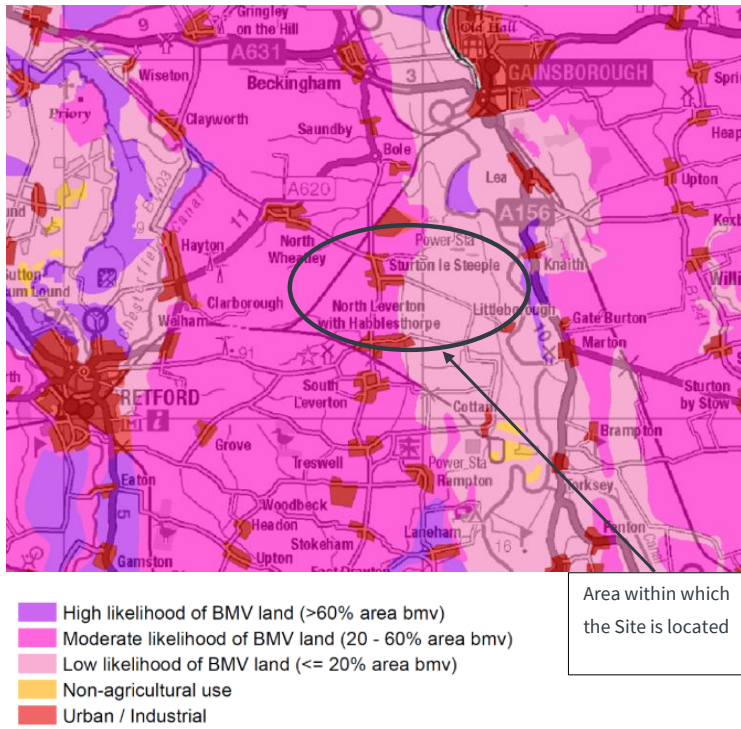 Gringley
on the Hill
Old Hall
9
A631
3
GAINSBOROUGH
Wiseton
Beckingham
Priory
Clayworth
Saundby
Bole
Lea
Upton
A620
11
A156
North
Wheatley
Power Sta
Sturton le Steeple
Knaith
Hayton
Clarborough
North Leverton
with Habblesthorpe
Littleborough
Gate Burton
Marton
Welham
91
RETFORD
South
Leverton
Sturton
by Stow
Cottam
Brampton
Grove
Treswell
Power Sta
Rampton
Torksey
Eaton
5
Woodbeck
Headon
Stokeham
Laneham
16
Fenton
Gamston
Upton
East Drayton
Area within which
the Site is located
High likelihood of BMV land (>60% area bmv)
Moderate likelihood of BMV land (20 - 60% area bmv)
Low likelihood of BMV land (<= 20% area bmv)
Non-agricultural use
Urban / Industrial